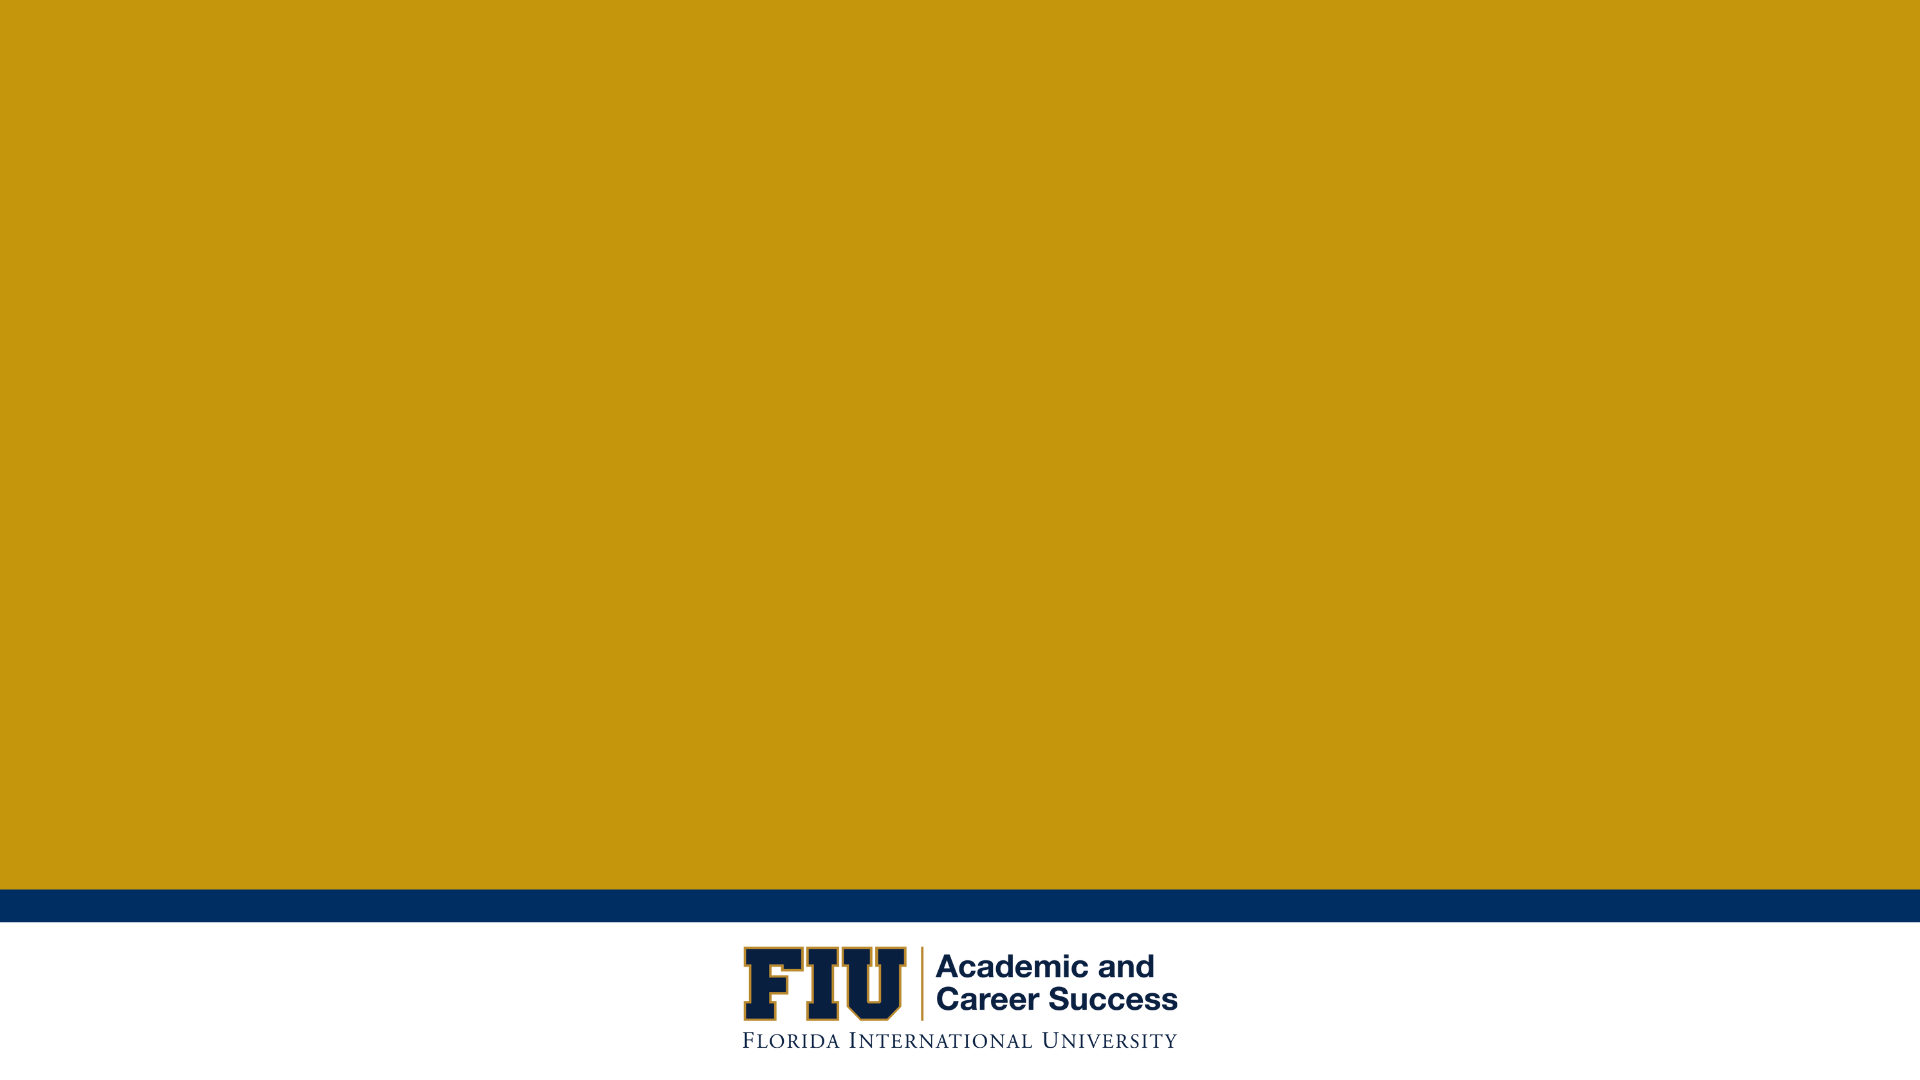 FIU
Academic and
Career Success
FLORIDA INTERNATIONAL UNIVERSITY